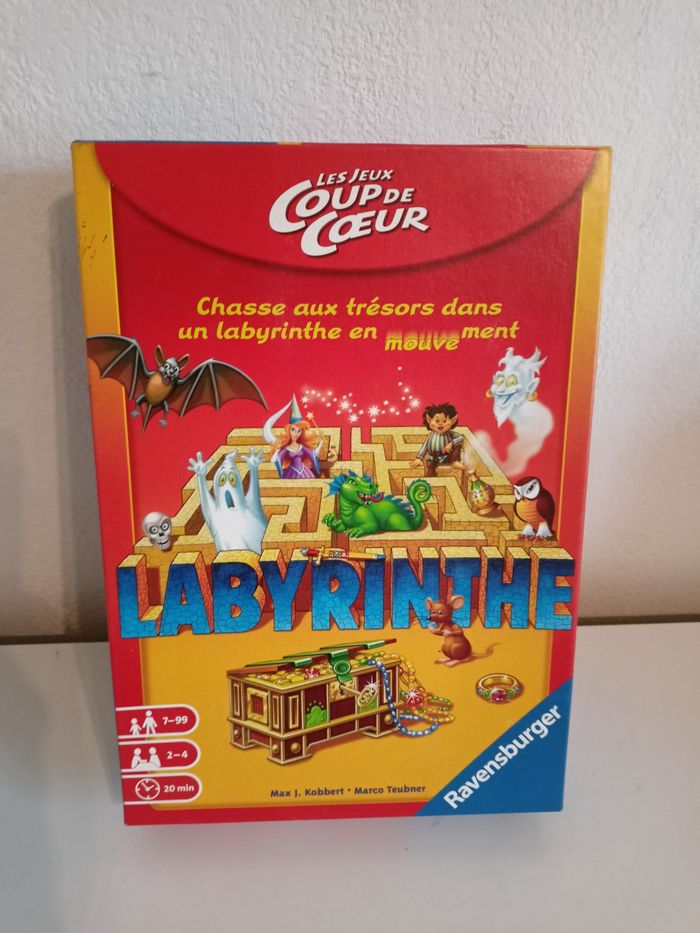 LES JEUX
COUP DE
CŒUR
Chasse aux trésors dans
un labyrinthe en mouvement
LABYRINTHE
7-99
2-4
20 min
Max J. Kobbert • Marco Teubner
Ravensburger